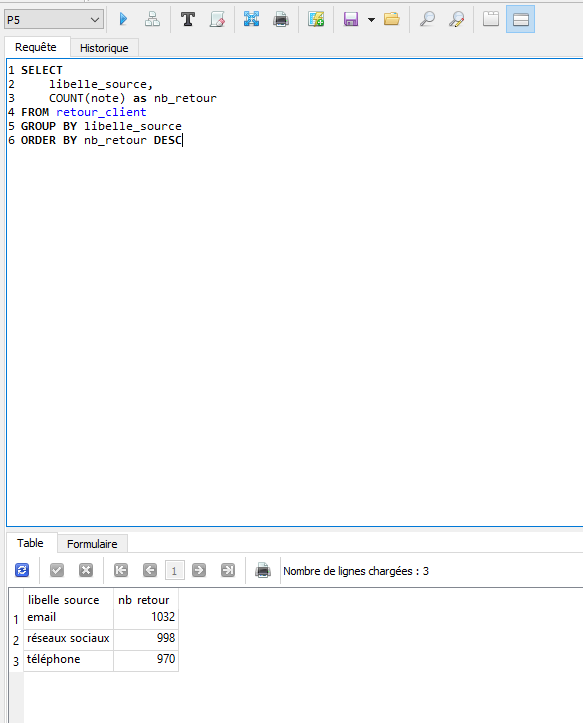 P5
Requête Historique
1 SELECT
2 libelle_source,
3 COUNT(note) as nb_retour
4 FROM retour_client
5 GROUP BY libelle_source
6 ORDER BY nb_retour DESC
Table Formulaire
1 Nombre de lignes chargées : 3
libelle source nb retour
1 email 1032
2 réseaux sociaux 998
3 téléphone 970